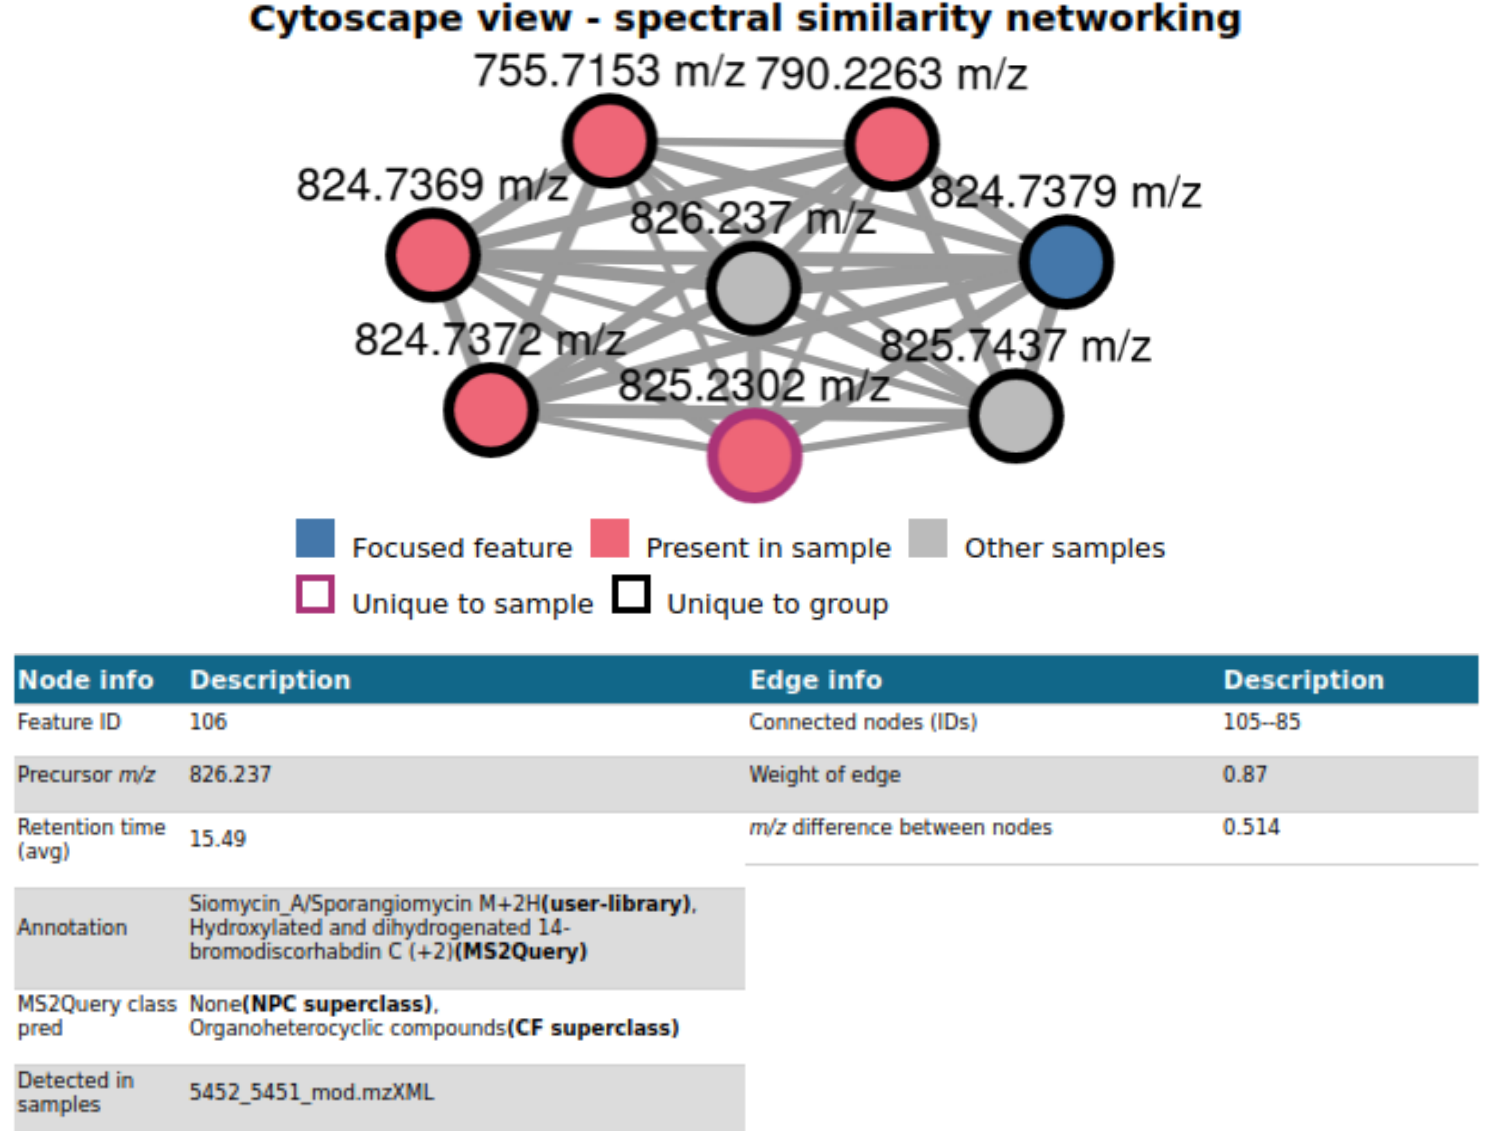 Cytoscape view - spectral similarity networking
755.7153 m/z 790.2263 m/z
824.7369 m/z 824.7379 m/z
826.237 m/z
824.7372 m/z 825.7437 m/z
825.2302 m/z
Focused feature Present in sample Other samples
Unique to sample Unique to group
Node info Description Edge info Description
Feature ID 106 Connected nodes (IDs) 105--85
Precursor m/z 826.237 Weight of edge 0.87
Retention time (avg) 15.49 m/z difference between nodes 0.514
Annotation
Siomycin_A/Sporangiomycin M+2H(user-library),
Hydroxylated and dihydrogenated 14-
bromodiscorhabdin C (+2)(MS2Query)
MS2Query class pred
None(NPC superclass),
Organoheterocyclic compounds(CF superclass)
Detected in samples
5452_5451_mod.mzXML